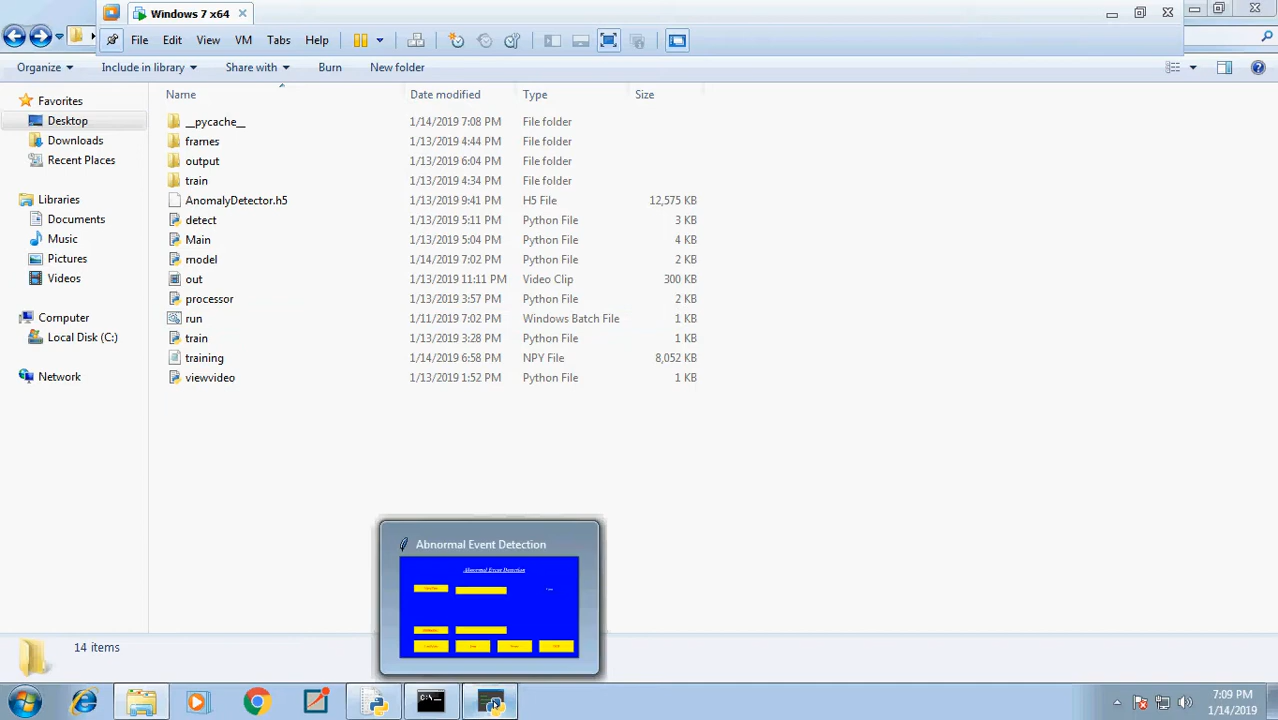 Windows 7 x64
File Edit View VM Tabs Help
Organize Include in library Share with Burn New folder
Name Date modified Type Size
Favorites
Desktop
Downloads
Recent Places
Libraries
Documents
Music
Pictures
Videos
Computer
Local Disk (C:)
Network
__pycache__ 1/14/2019 7:08 PM File folder
frames 1/13/2019 4:44 PM File folder
output 1/13/2019 6:04 PM File folder
train 1/13/2019 4:34 PM File folder
AnomalyDetector.h5 1/13/2019 9:41 PM H5 File 12,575 KB
detect 1/13/2019 5:11 PM Python File 3 KB
Main 1/13/2019 5:04 PM Python File 4 KB
model 1/14/2019 7:02 PM Python File 2 KB
out 1/13/2019 11:11 PM Video Clip 300 KB
processor 1/13/2019 3:57 PM Python File 2 KB
run 1/11/2019 7:02 PM Windows Batch File 1 KB
train 1/13/2019 3:28 PM Python File 1 KB
training 1/14/2019 6:58 PM NPY File 8,052 KB
viewvideo 1/13/2019 1:52 PM Python File 1 KB
Abnormal Event Detection
Abnormal Event Detection
14 items
C:\
7:09 PM
1/14/2019